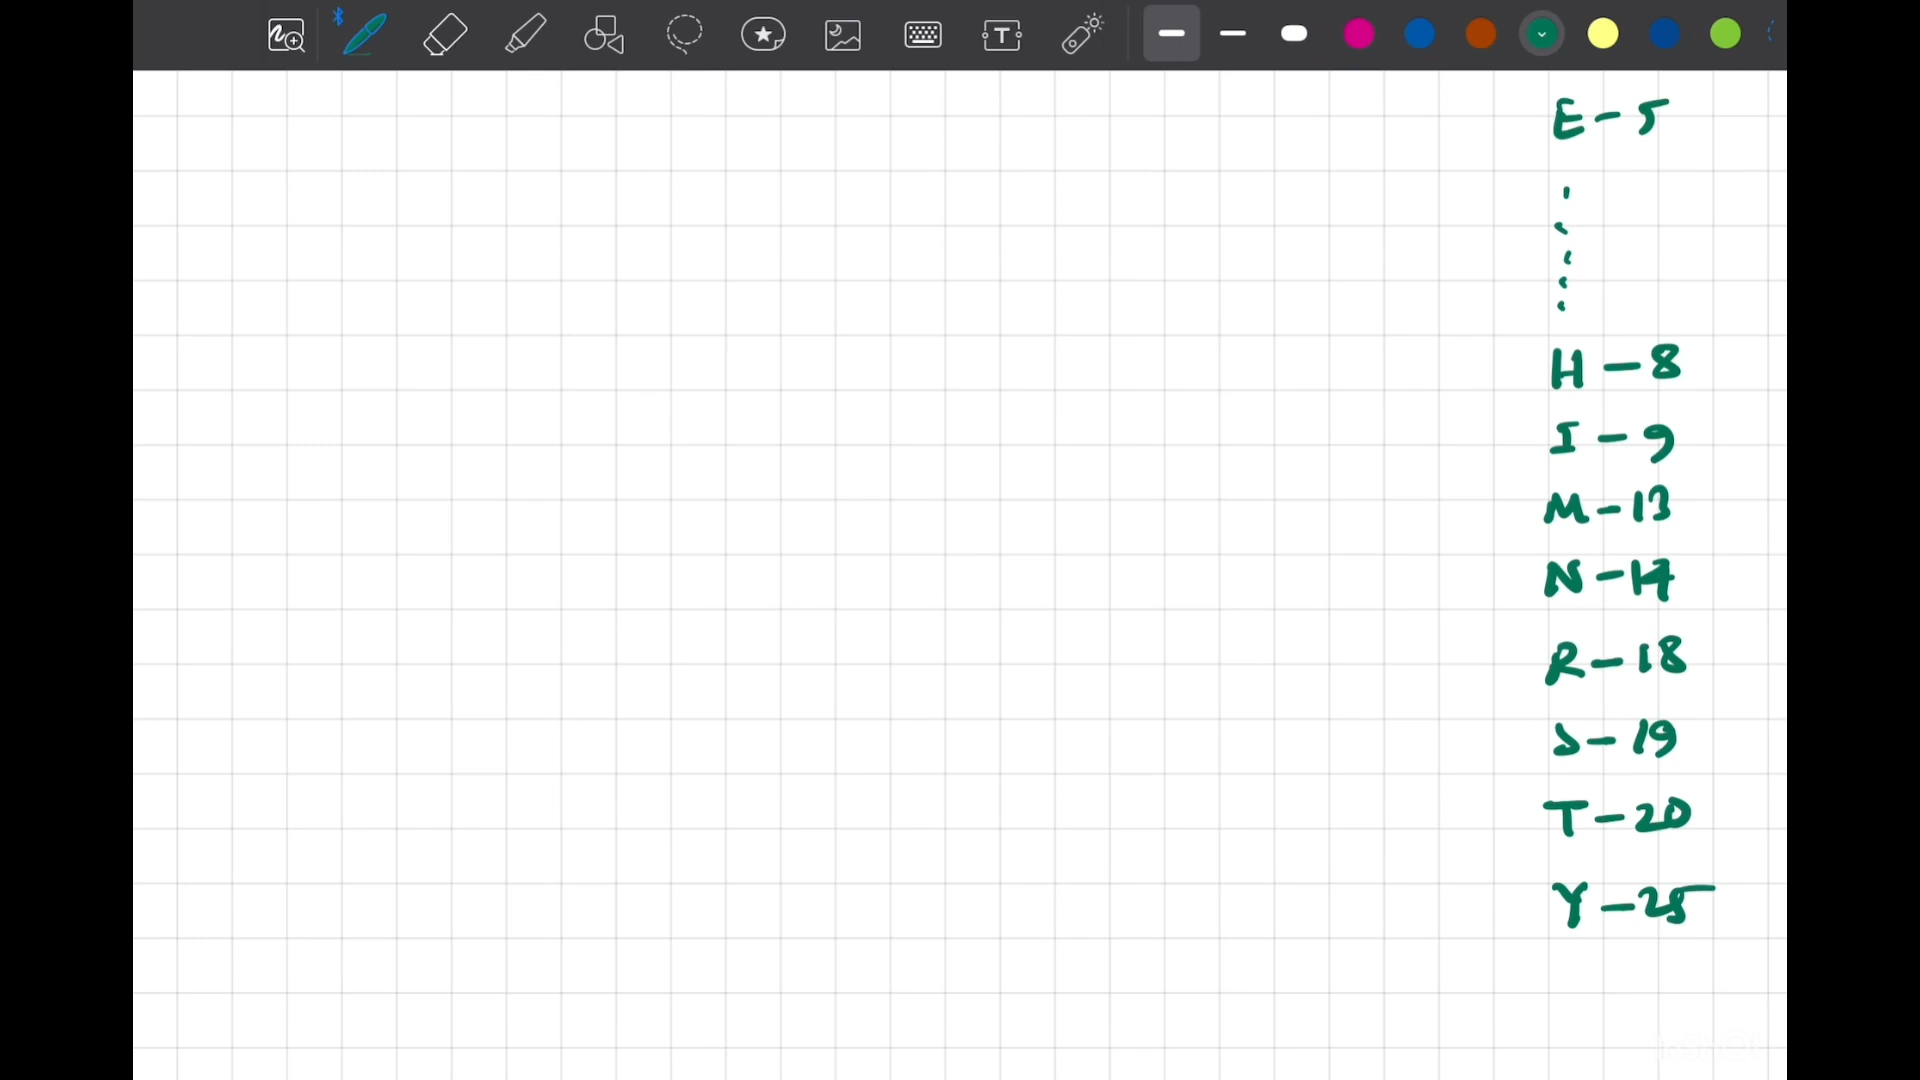 E - 5
.
.
.
.
.
H - 8
I - 9
M - 13
N - 14
R - 18
S - 19
T - 20
Y - 25